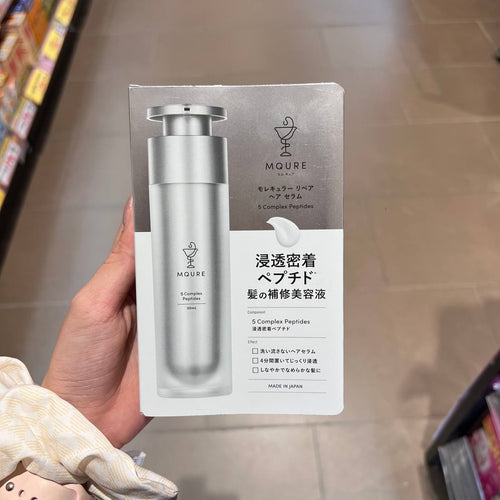 MQURE
5 Complex
Peptides
MQURE
エム キュア
モレキュラー リペア
ヘア セラム
5 Complex Peptides
浸透密着
ペプチド
髪の補修美容液
Component
5 Complex Peptides
浸透密着ペプチド
Effect
洗い流さないヘアセラム
4分間置いてじっくり浸透
しなやかでなめらかな髪に
MADE IN JAPAN